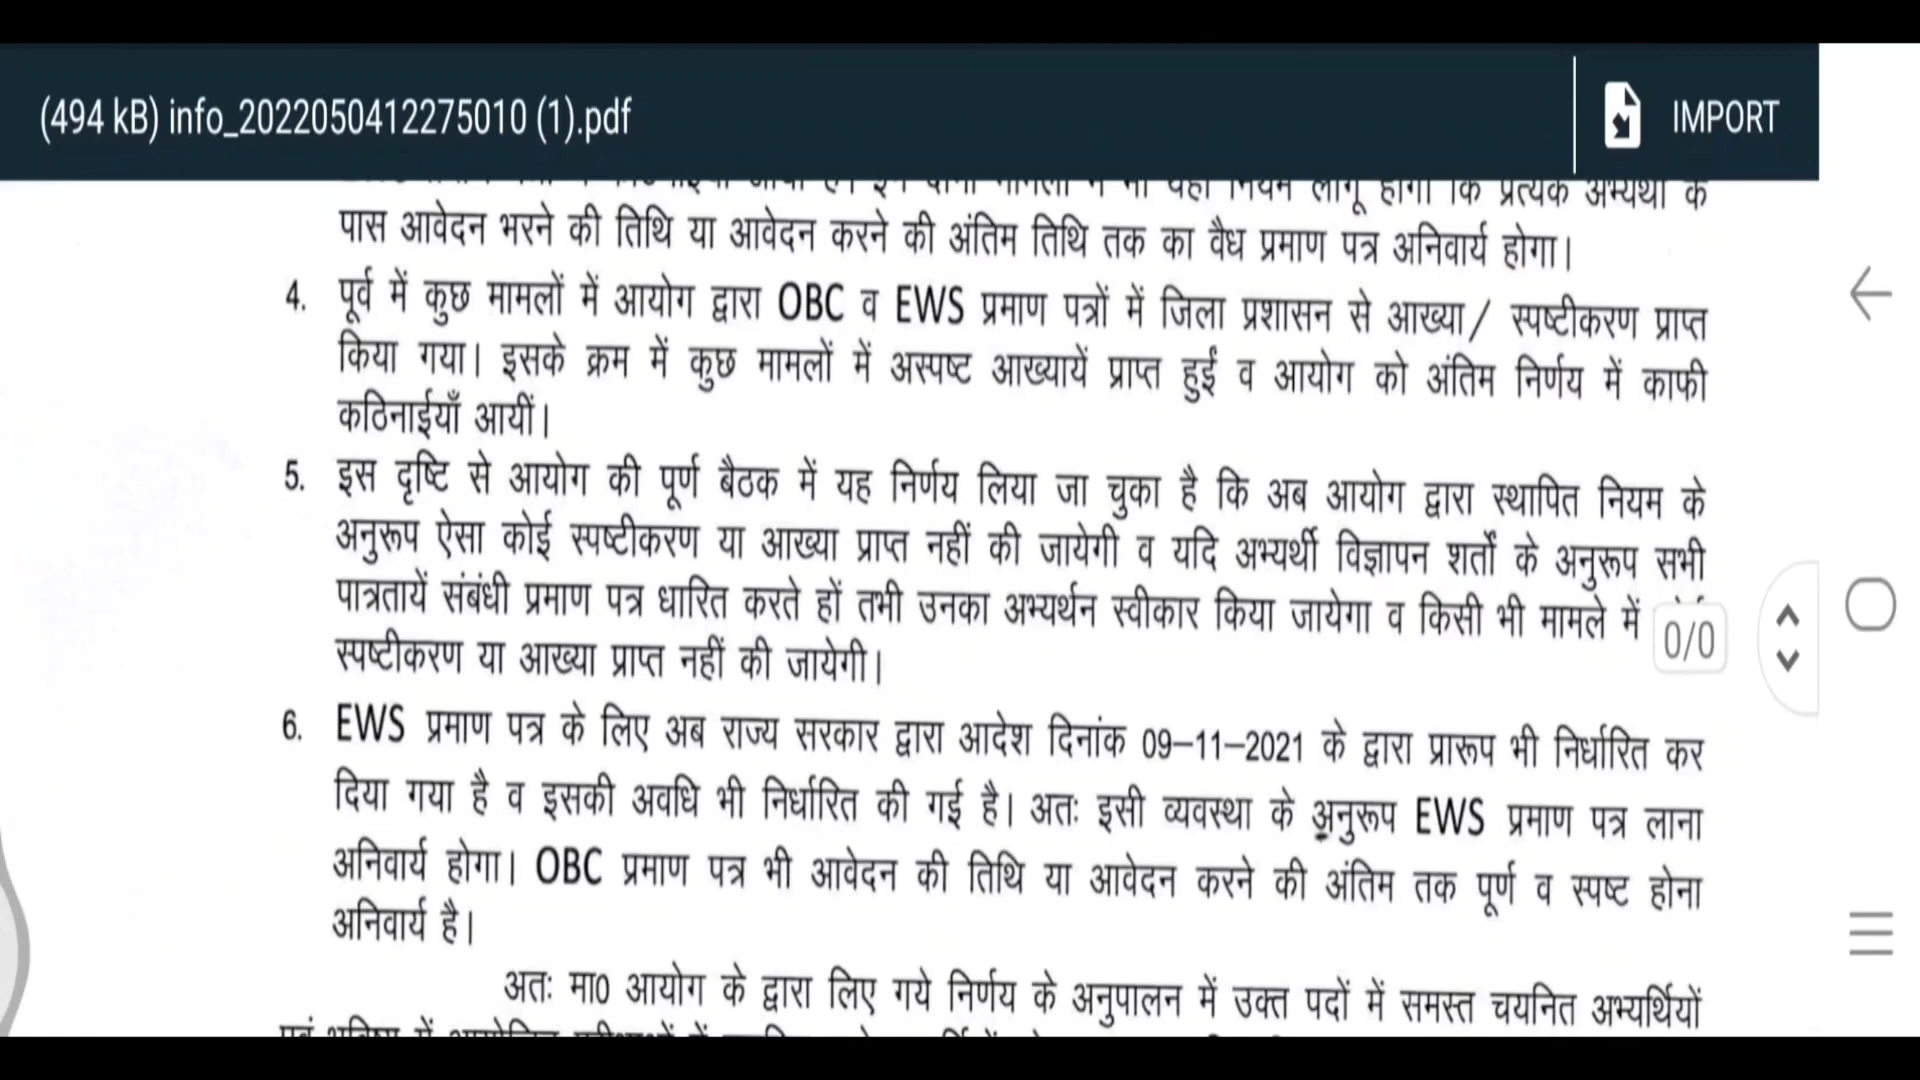 (494 kB) info_2022050412275010 (1).pdf
IMPORT
नियम लागू होगा कि प्रत्येक अभ्यर्थी के
पास आवेदन भरने की तिथि या आवेदन करने की अंतिम तिथि तक का वैध प्रमाण पत्र अनिवार्य होगा।
4. पूर्व में कुछ मामलों में आयोग द्वारा OBC व EWS प्रमाण पत्रों में जिला प्रशासन से आख्या/ स्पष्टीकरण प्राप्त
किया गया। इसके क्रम में कुछ मामलों में अस्पष्ट आख्यायें प्राप्त हुईं व आयोग को अंतिम निर्णय में काफी
कठिनाईयाँ आयीं।
5. इस दृष्टि से आयोग की पूर्ण बैठक में यह निर्णय लिया जा चुका है कि अब आयोग द्वारा स्थापित नियम के
अनुरूप ऐसा कोई स्पष्टीकरण या आख्या प्राप्त नहीं की जायेगी व यदि अभ्यर्थी विज्ञापन शर्तों के अनुरूप सभी
पात्रतायें संबंधी प्रमाण पत्र धारित करते हों तभी उनका अभ्यर्थन स्वीकार किया जायेगा व किसी भी मामले में
0/0
स्पष्टीकरण या आख्या प्राप्त नहीं की जायेगी।
6. EWS प्रमाण पत्र के लिए अब राज्य सरकार द्वारा आदेश दिनांक 09–11–2021 के द्वारा प्रारूप भी निर्धारित कर
दिया गया है व इसकी अवधि भी निर्धारित की गई है। अतः इसी व्यवस्था के अनुरूप EWS प्रमाण पत्र लाना
अनिवार्य होगा। OBC प्रमाण पत्र भी आवेदन की तिथि या आवेदन करने की अंतिम तक पूर्ण व स्पष्ट होना
अनिवार्य है।
अतः मा0 आयोग के द्वारा लिए गये निर्णय के अनुपालन में उक्त पदों में समस्त चयनित अभ्यर्थियों